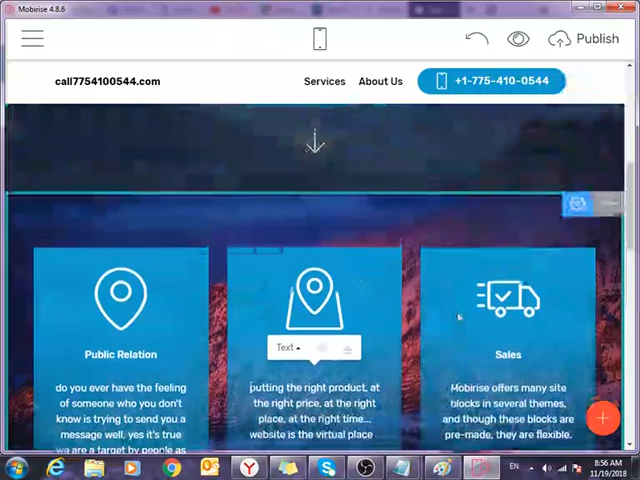 Mobirise 4.8.6
Publish
call7754100544.com
Services
About Us
+1-775-410-0544
Text
Public Relation
Sales
do you ever have the feeling
of someone who you don't
know is trying to send you a
message well, yes it's true
we are a target by people as
putting the right product, at
the right price, at the right
place, at the right time...
website is the virtual place
Mobirise offers many site
blocks in several themes,
and though these blocks are
pre-made, they are flexible.
EN
8:56 AM
11/19/2018